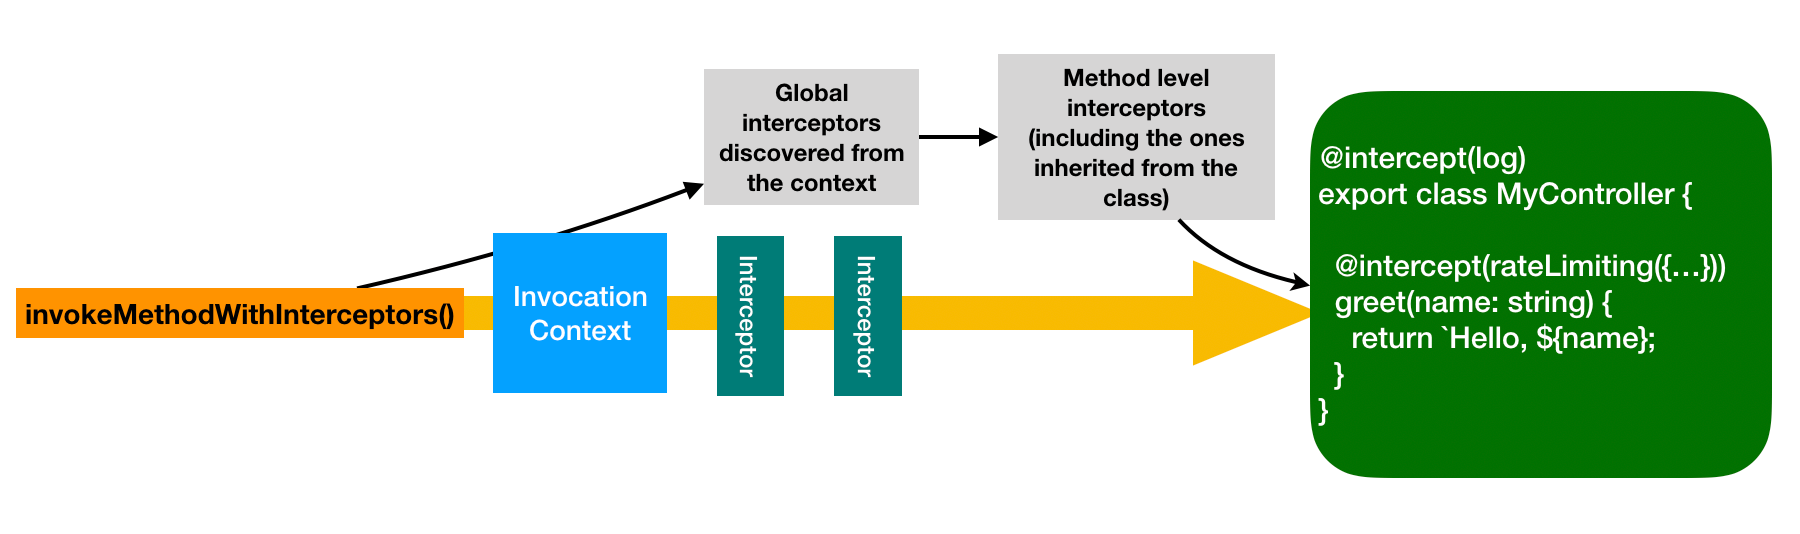 Global
interceptors
discovered from
the context
Method level
interceptors
(including the ones
inherited from the
class)
invokeMethodWithInterceptors()
Invocation
Context
Interceptor
Interceptor
@intercept(log)
export class MyController {
@intercept(rateLimiting({...}))
greet(name: string) {
return `Hello, ${name};
}
}